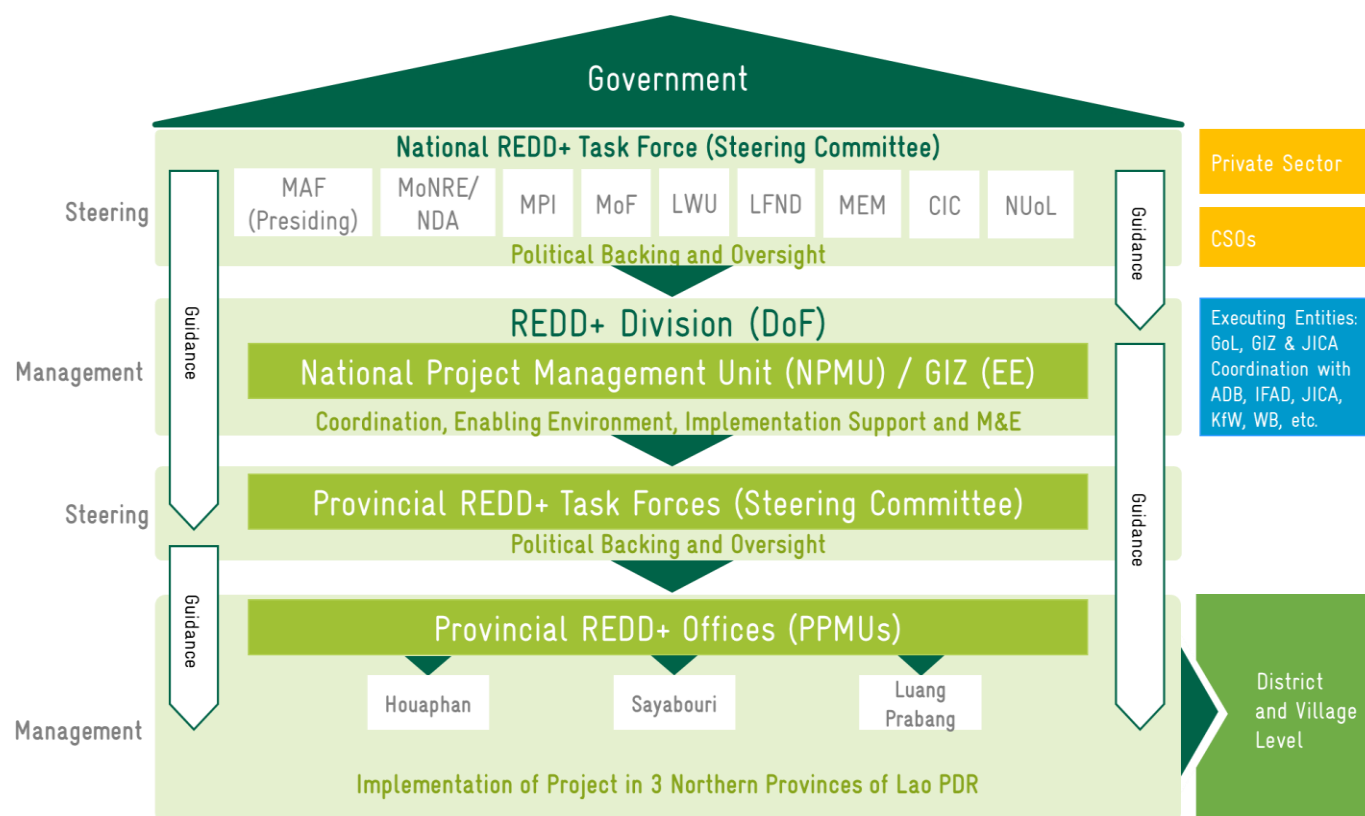 Government
National REDD+ Task Force (Steering Committee)
Steering
MAF
(Presiding)
MoNRE/
NDA
MPI
MoF
LWU
LFND
MEM
CIC
NUoL
Political Backing and Oversight
Guidance
Guidance
Private Sector
CSOs
REDD+ Division (DoF)
Management
National Project Management Unit (NPMU) / GIZ (EE)
Coordination, Enabling Environment, Implementation Support and M&E
Executing Entities:
GoL, GIZ & JICA
Coordination with
ADB, IFAD, JICA,
KfW, WB, etc.
Steering
Provincial REDD+ Task Forces (Steering Committee)
Political Backing and Oversight
Guidance
Guidance
Provincial REDD+ Offices (PPMUs)
Management
Houaphan
Sayabouri
Luang
Prabang
Implementation of Project in 3 Northern Provinces of Lao PDR
District
and Village
Level